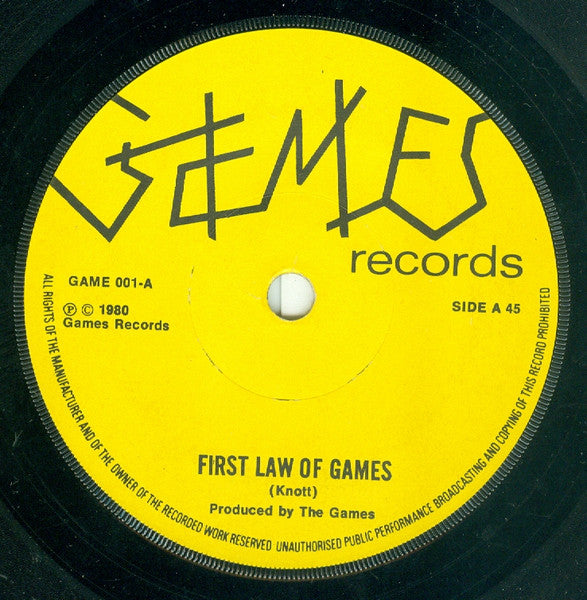 GAMES
records
GAME 001-A
SIDE A 45
Ⓟ © 1980
Games Records
FIRST LAW OF GAMES
(Knott)
Produced by The Games
ALL RIGHTS OF THE MANUFACTURER AND OF THE OWNER OF THE RECORDED WORK RESERVED UNAUTHORISED PUBLIC PERFORMANCE BROADCASTING AND COPYING OF THIS RECORD PROHIBITED